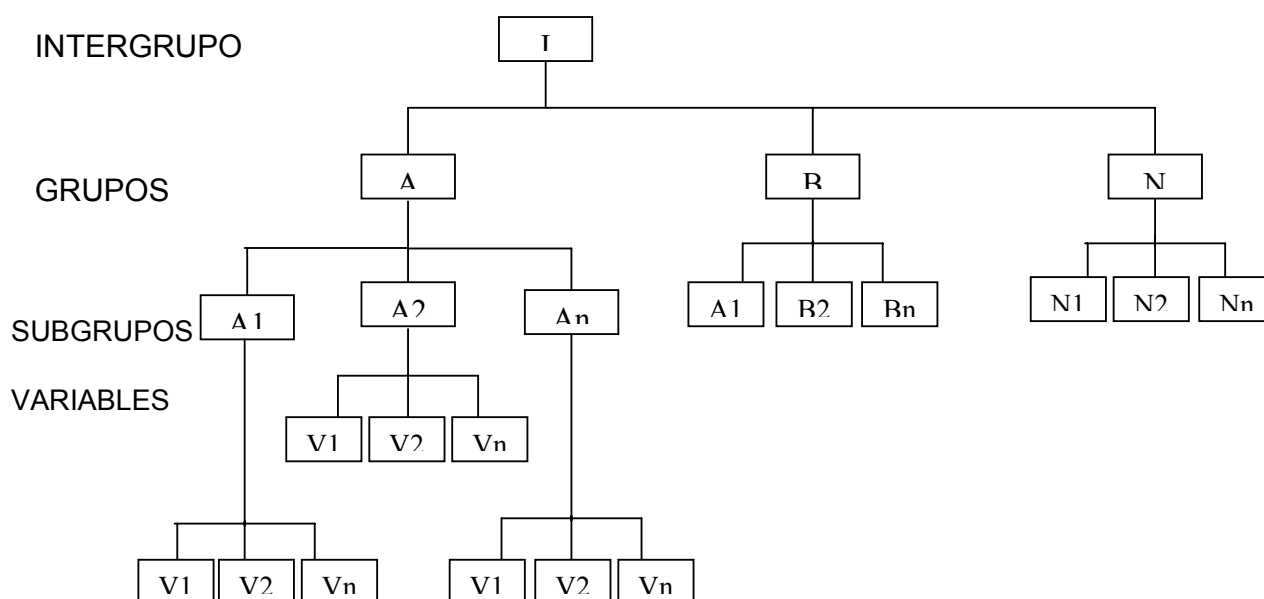 INTERGRUPO
I
GRUPOS
A B N
SUBGRUPOS
A1 A2 An A1 B2 Bn N1 N2 Nn
VARIABLES
V1 V2 Vn
V1 V2 Vn V1 V2 Vn